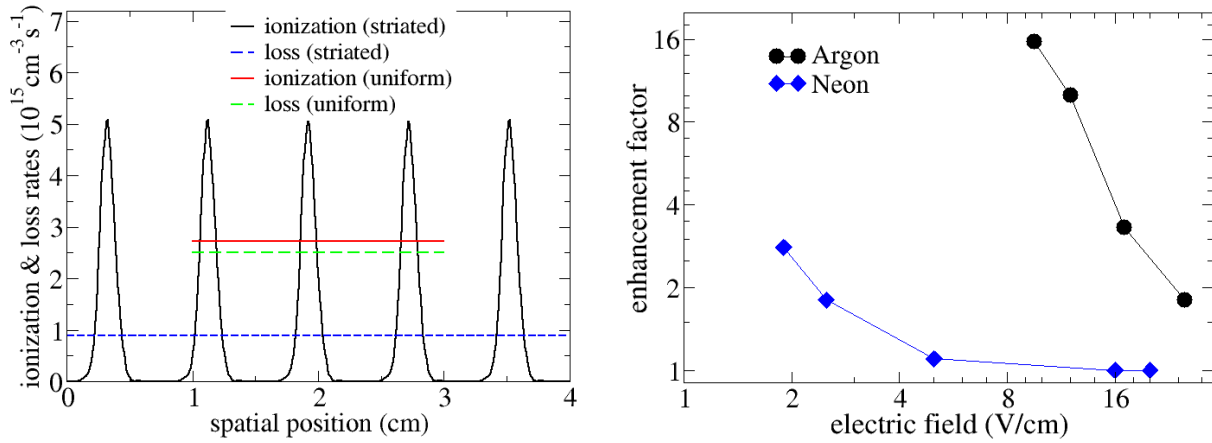 7
6
5
4
3
2
1
0
ionization & loss rates (10¹⁵ cm⁻³ s⁻¹)
ionization (striated)
loss (striated)
ionization (uniform)
loss (uniform)
0 1 2 3 4
spatial position (cm)
16
8
4
2
1
enhancement factor
Argon
Neon
1 2 4 8 16
electric field (V/cm)